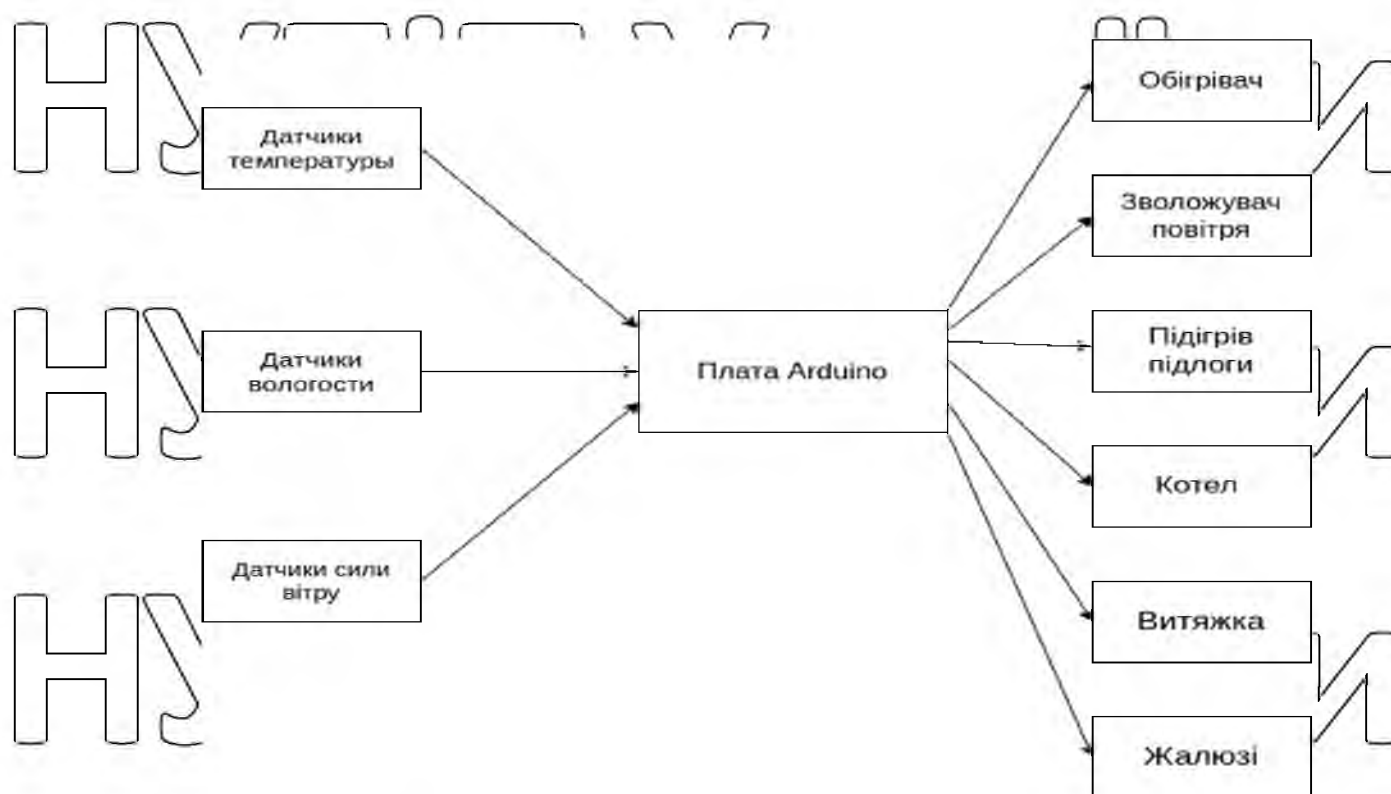 Датчики
температуры
Датчики
вологости
Датчики сили
вітру
Плата Arduino
Обігрівач
Зволожувач
повітря
Підігрів
підлоги
Котел
Витяжка
Жалюзі